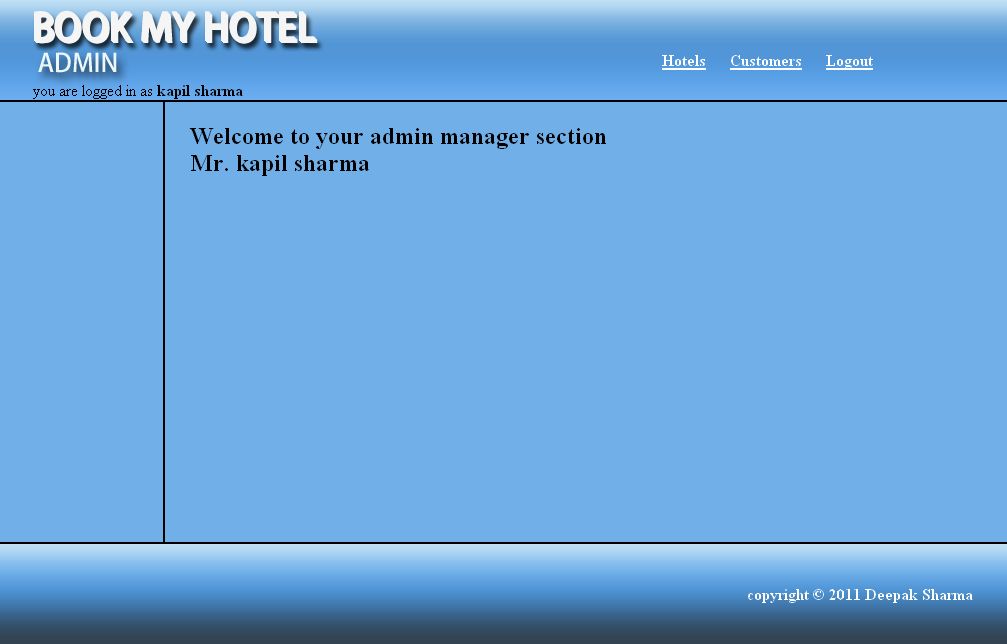 BOOK MY HOTEL
ADMIN
Hotels Customers Logout
you are logged in as kapil sharma
Welcome to your admin manager section
Mr. kapil sharma
copyright © 2011 Deepak Sharma